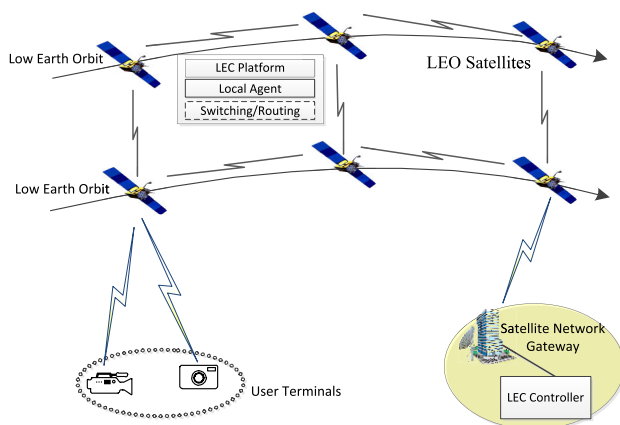 Low Earth Orbit
LEO Satellites
LEC Platform
Local Agent
Switching/Routing
Low Earth Orbit
Satellite Network
Gateway
User Terminals
LEC Controller